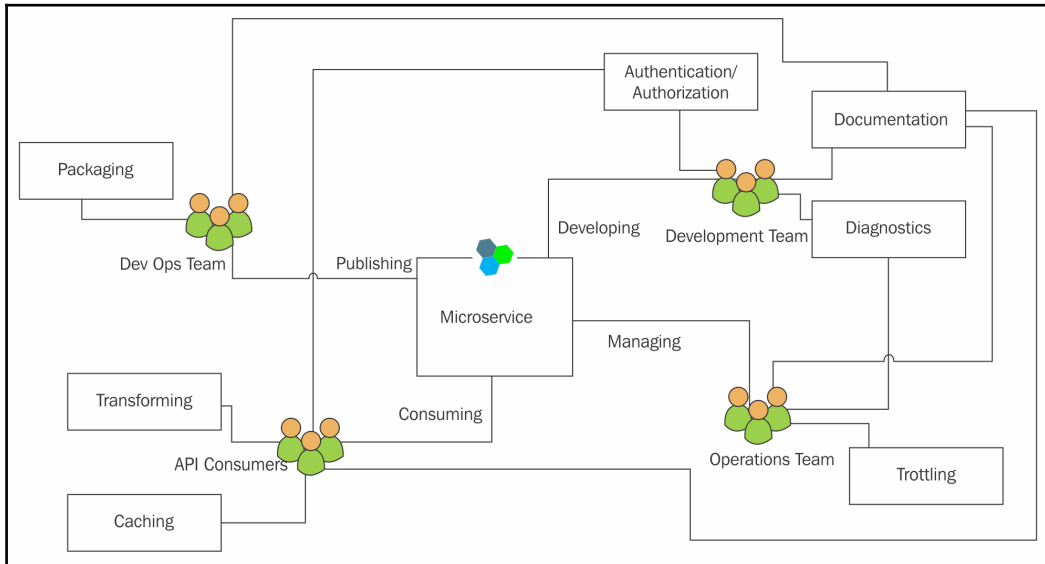 Authentication/
Authorization
Documentation
Packaging
Developing
Development Team
Diagnostics
Dev Ops Team
Publishing
Microservice
Managing
Transforming
Consuming
API Consumers
Operations Team
Trottling
Caching